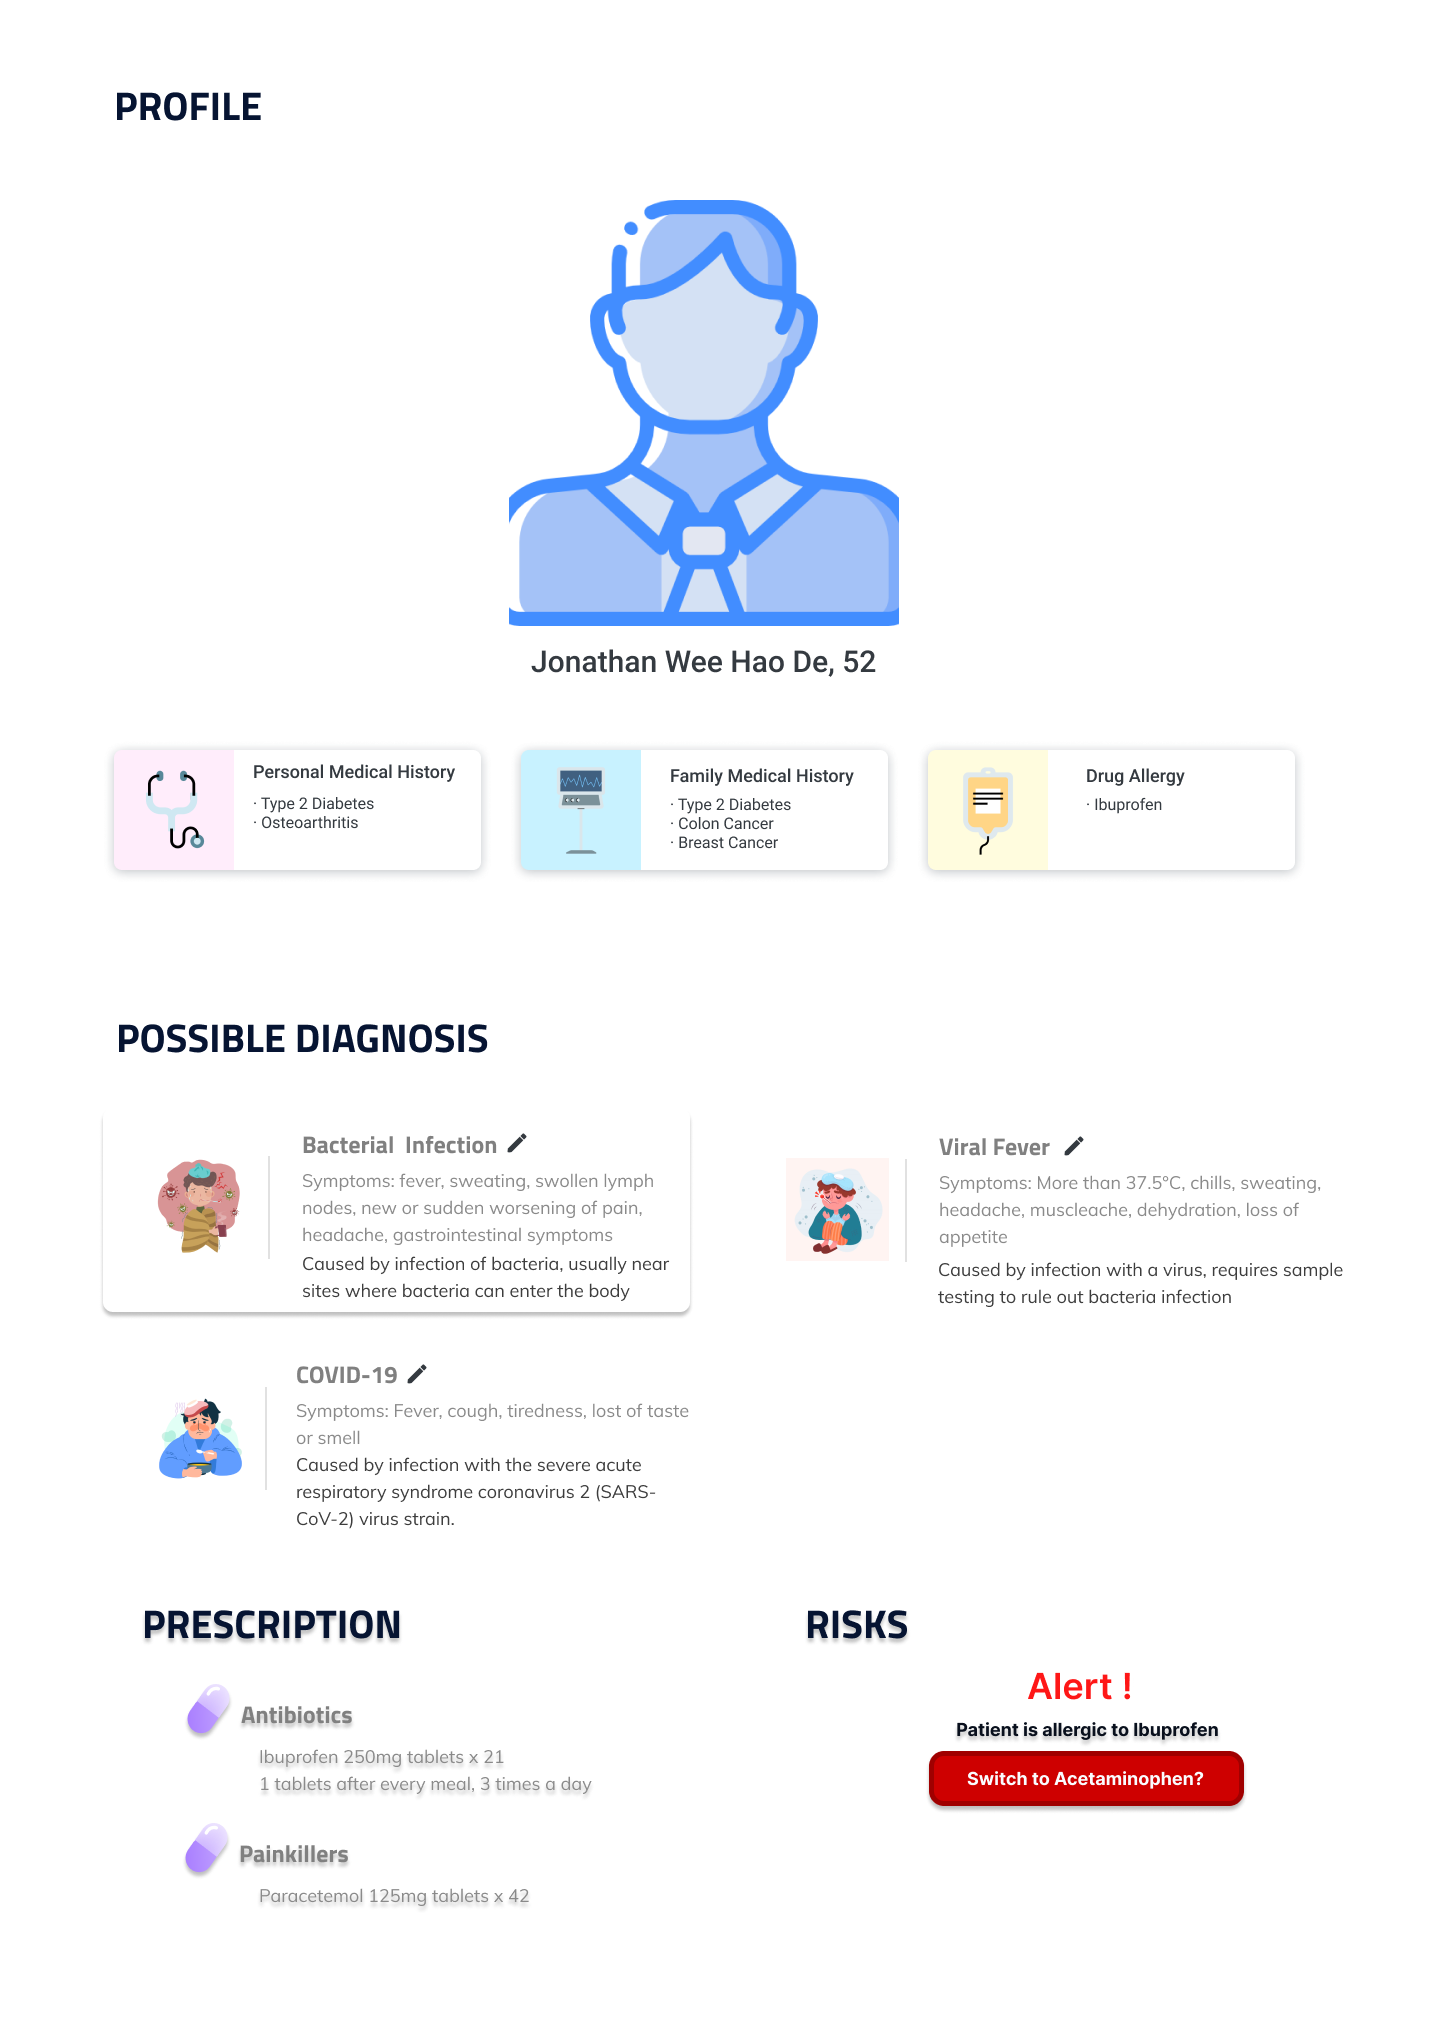 PROFILE
Jonathan Wee Hao De, 52
Personal Medical History
· Type 2 Diabetes
· Osteoarthritis
Family Medical History
· Type 2 Diabetes
· Colon Cancer
· Breast Cancer
Drug Allergy
· Ibuprofen
POSSIBLE DIAGNOSIS
Bacterial Infection
Symptoms: fever, sweating, swollen lymph
nodes, new or sudden worsening of pain,
headache, gastrointestinal symptoms
Caused by infection of bacteria, usually near
sites where bacteria can enter the body
Viral Fever
Symptoms: More than 37.5°C, chills, sweating,
headache, muscleache, dehydration, loss of
appetite
Caused by infection with a virus, requires sample
testing to rule out bacteria infection
COVID-19
Symptoms: Fever, cough, tiredness, lost of taste
or smell
Caused by infection with the severe acute
respiratory syndrome coronavirus 2 (SARS-
CoV-2) virus strain.
PRESCRIPTION
Antibiotics
Ibuprofen 250mg tablets x 21
1 tablets after every meal, 3 times a day
Painkillers
Paracetemol 125mg tablets x 42
RISKS
Alert !
Patient is allergic to Ibuprofen
Switch to Acetaminophen?